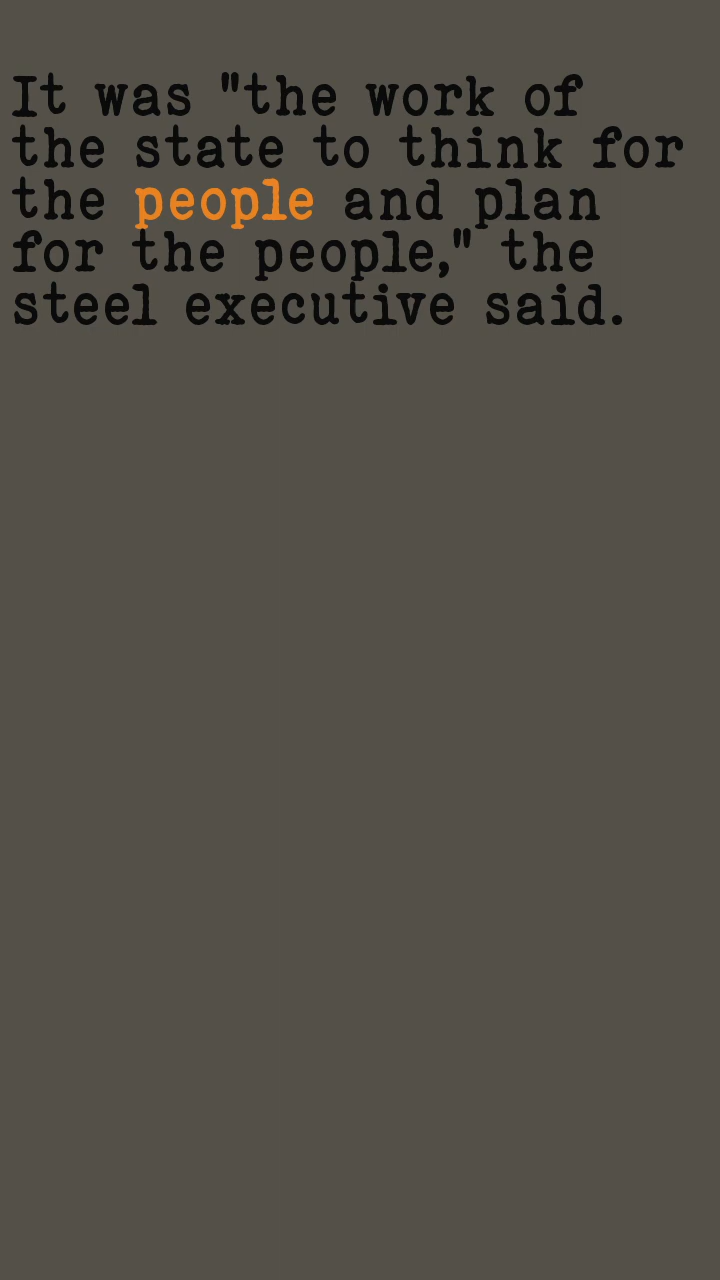 It was "the work of
the state to think for
the people and plan
for the people," the
steel executive said.